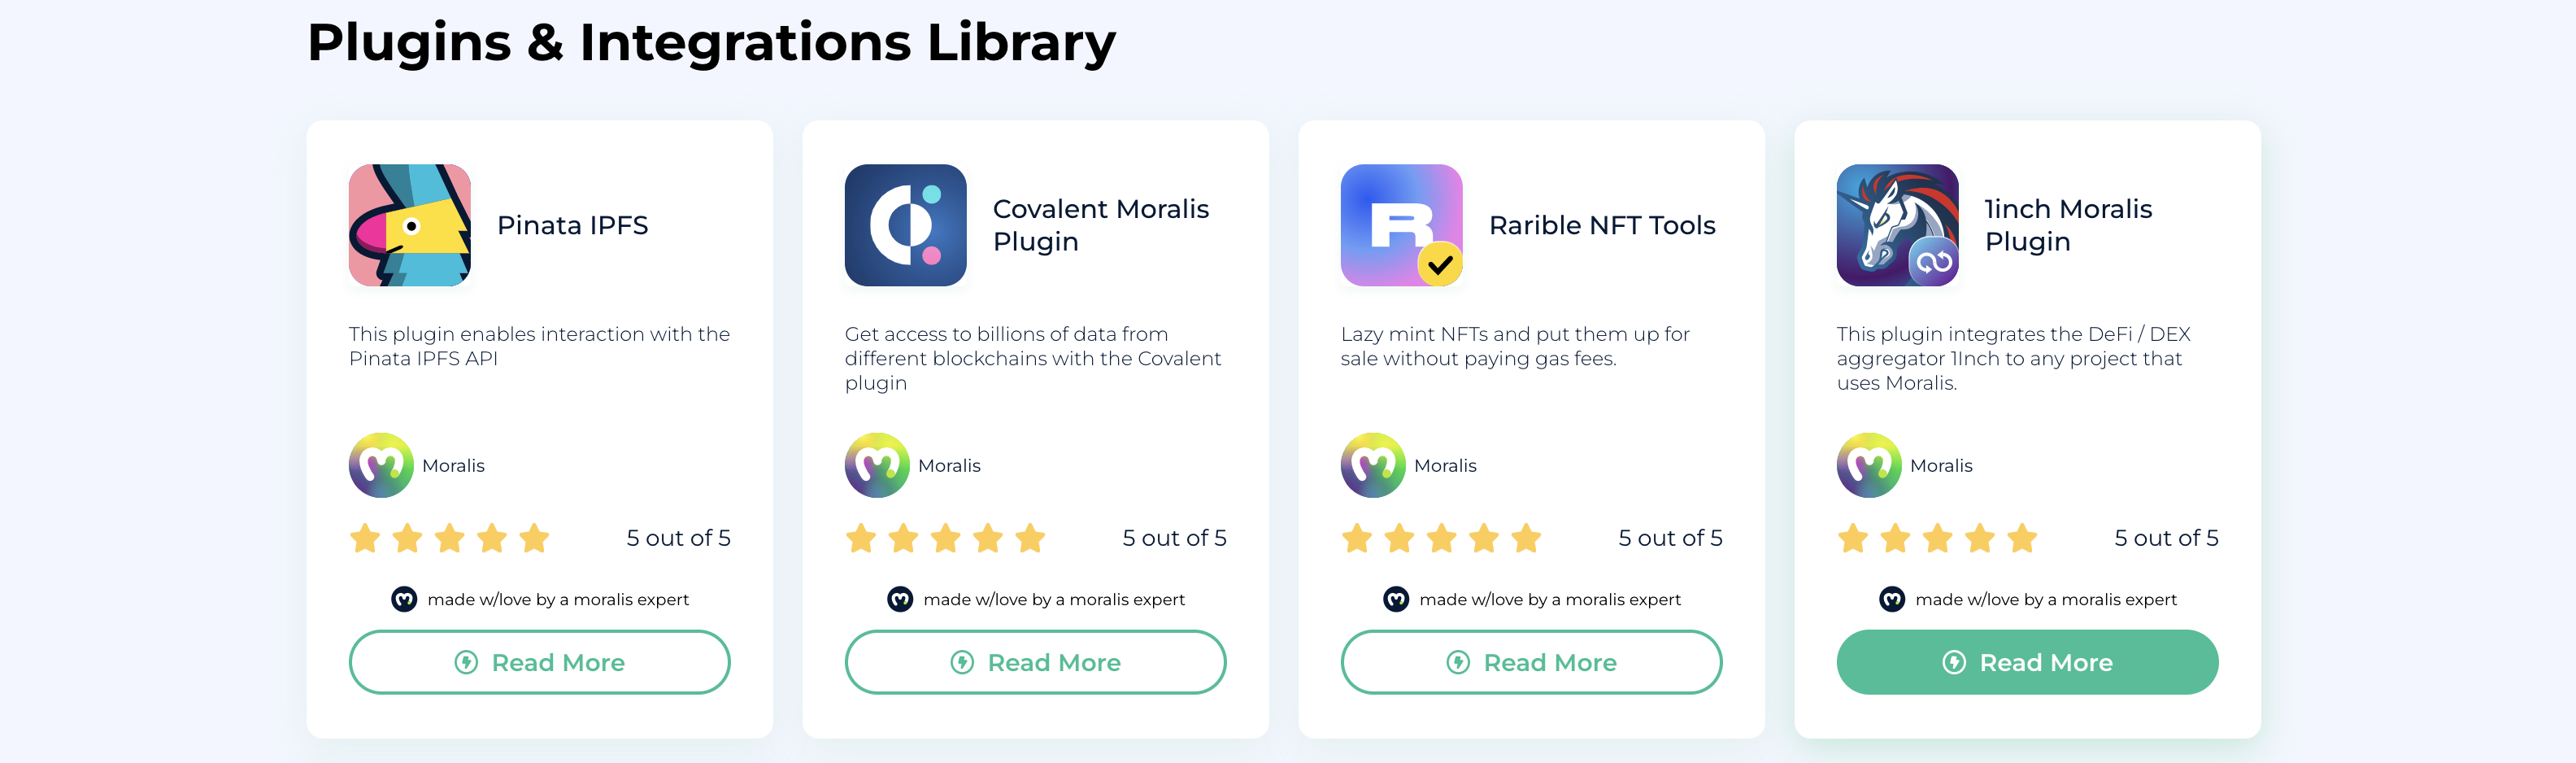 Plugins & Integrations Library
Pinata IPFS
This plugin enables interaction with the
Pinata IPFS API
Moralis
5 out of 5
made w/love by a moralis expert
Read More
Covalent Moralis
Plugin
Get access to billions of data from
different blockchains with the Covalent
plugin
Moralis
5 out of 5
made w/love by a moralis expert
Read More
R
Rarible NFT Tools
Lazy mint NFTs and put them up for
sale without paying gas fees.
Moralis
5 out of 5
made w/love by a moralis expert
Read More
1inch Moralis
Plugin
This plugin integrates the DeFi / DEX
aggregator 1Inch to any project that
uses Moralis.
Moralis
5 out of 5
made w/love by a moralis expert
Read More